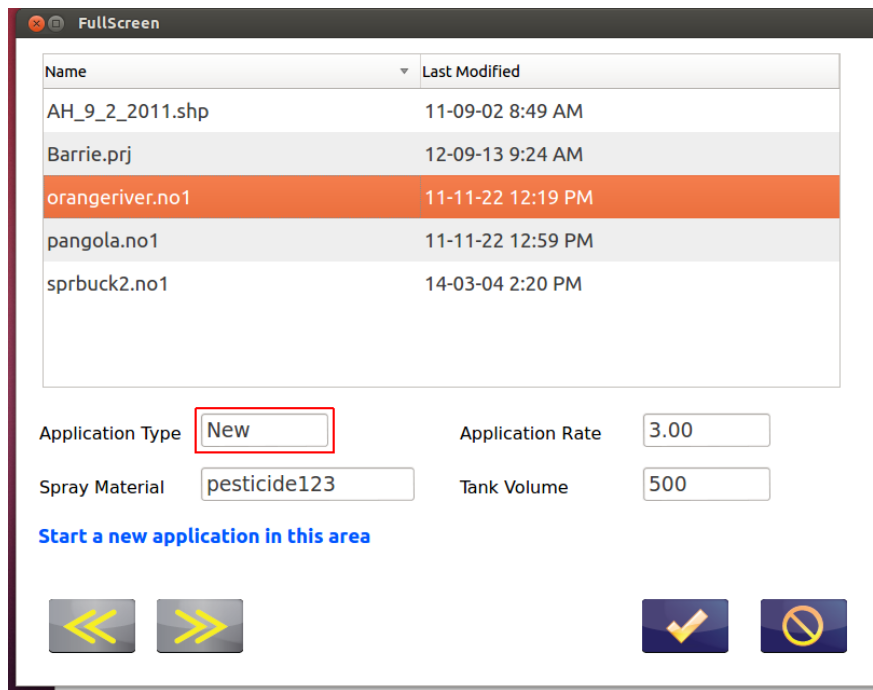 FullScreen
Name Last Modified
AH_9_2_2011.shp 11-09-02 8:49 AM
Barrie.prj 12-09-13 9:24 AM
orangeriver.no1 11-11-22 12:19 PM
pangola.no1 11-11-22 12:59 PM
sprbuck2.no1 14-03-04 2:20 PM
Application Type New Application Rate 3.00
Spray Material pesticide123 Tank Volume 500
Start a new application in this area